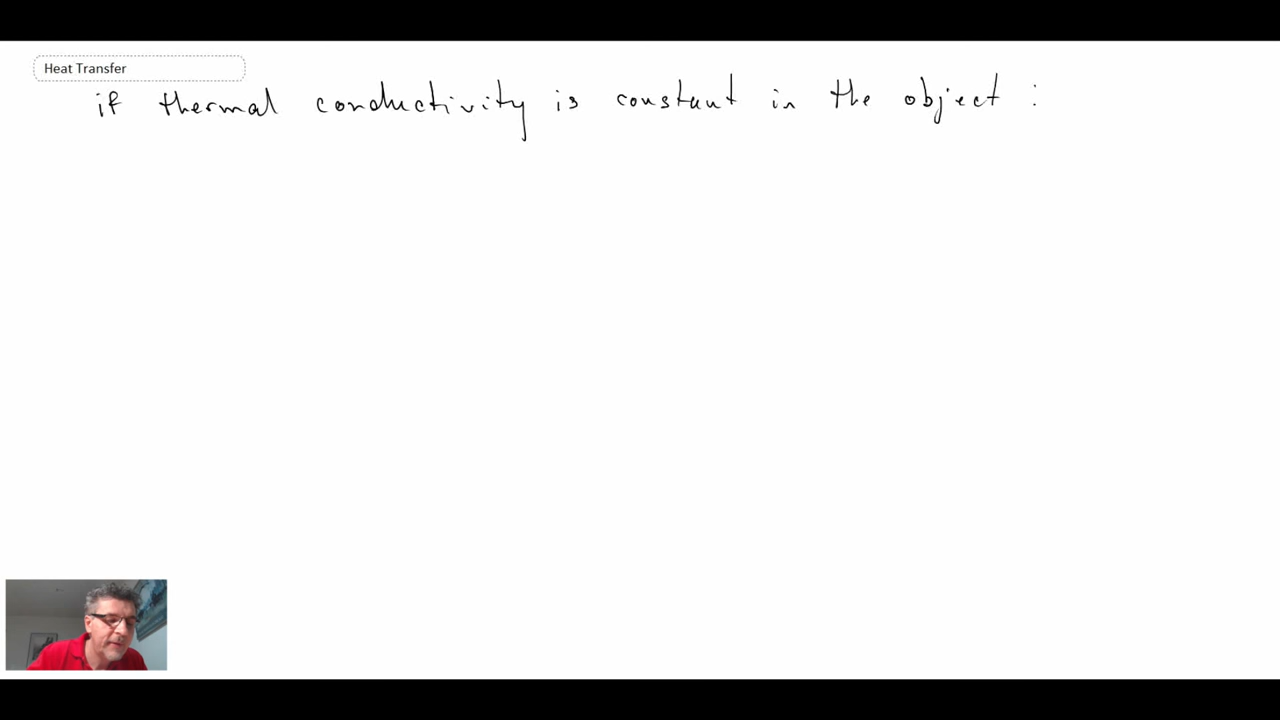 Heat Transfer
if thermal conductivity is constant in the object :